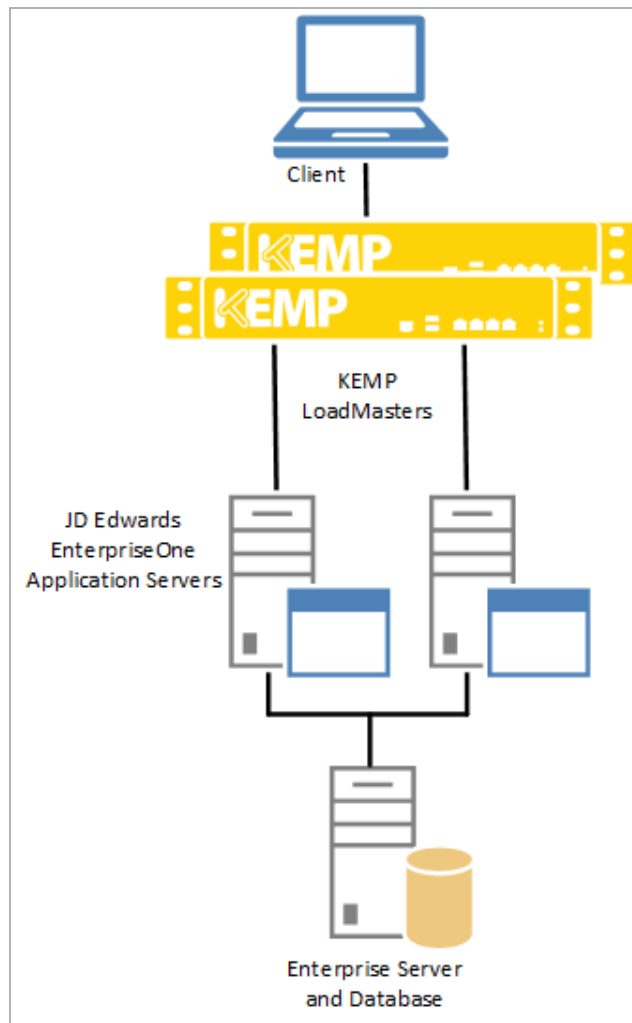 Client
KEMP
KEMP
KEMP
LoadMasters
JD Edwards
EnterpriseOne
Application Servers
Enterprise Server
and Database